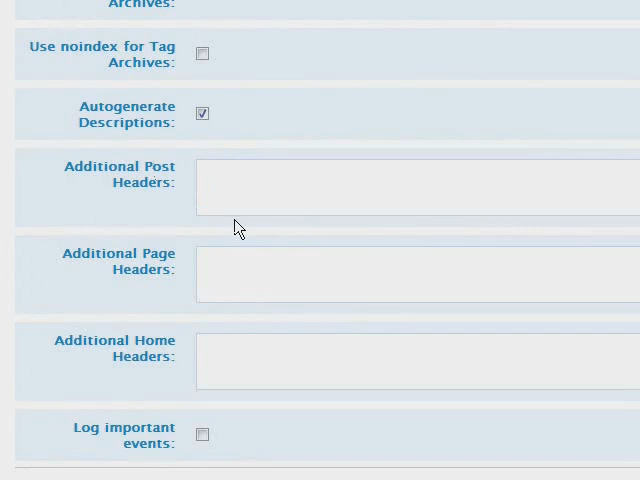 Archives:
Use noindex for Tag
Archives:
Autogenerate
Descriptions:
Additional Post
Headers:
Additional Page
Headers:
Additional Home
Headers:
Log important
events: